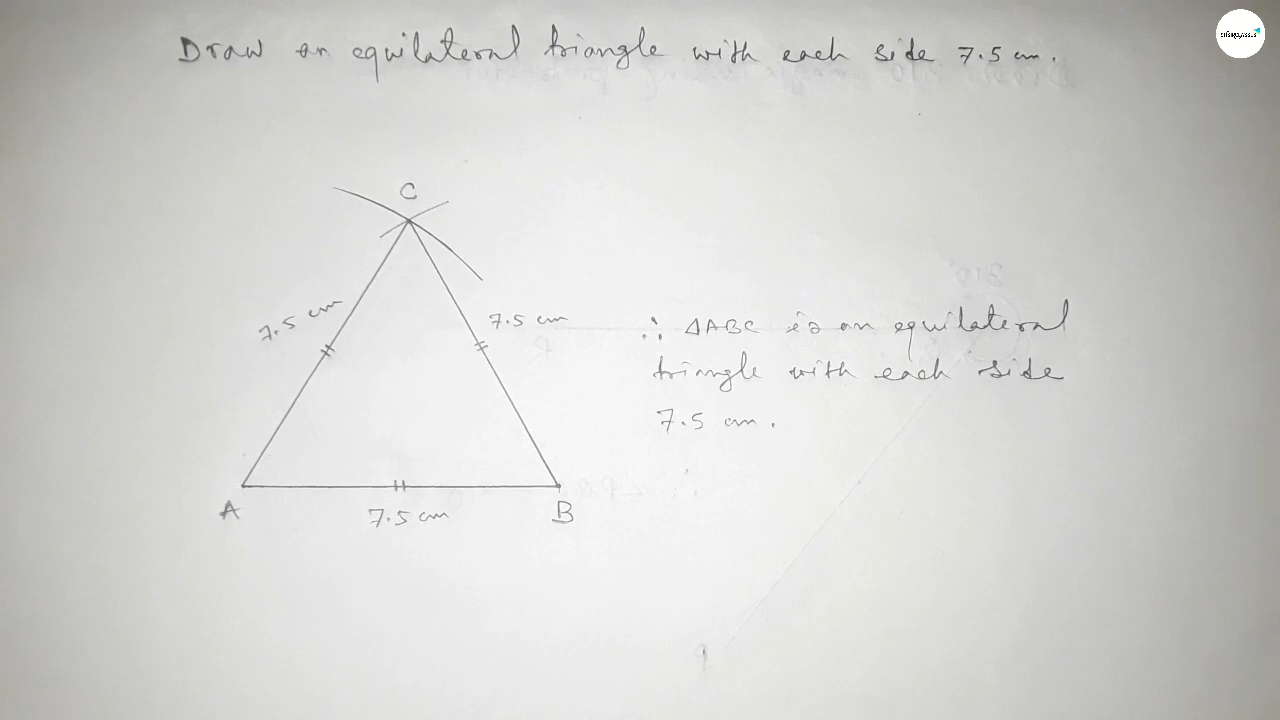 Draw an equilateral triangle with each side 7.5 cm.
C
7.5 cm
7.5 cm
∴ △ABC is an equilateral
triangle with each side
7.5 cm.
A
B
7.5 cm